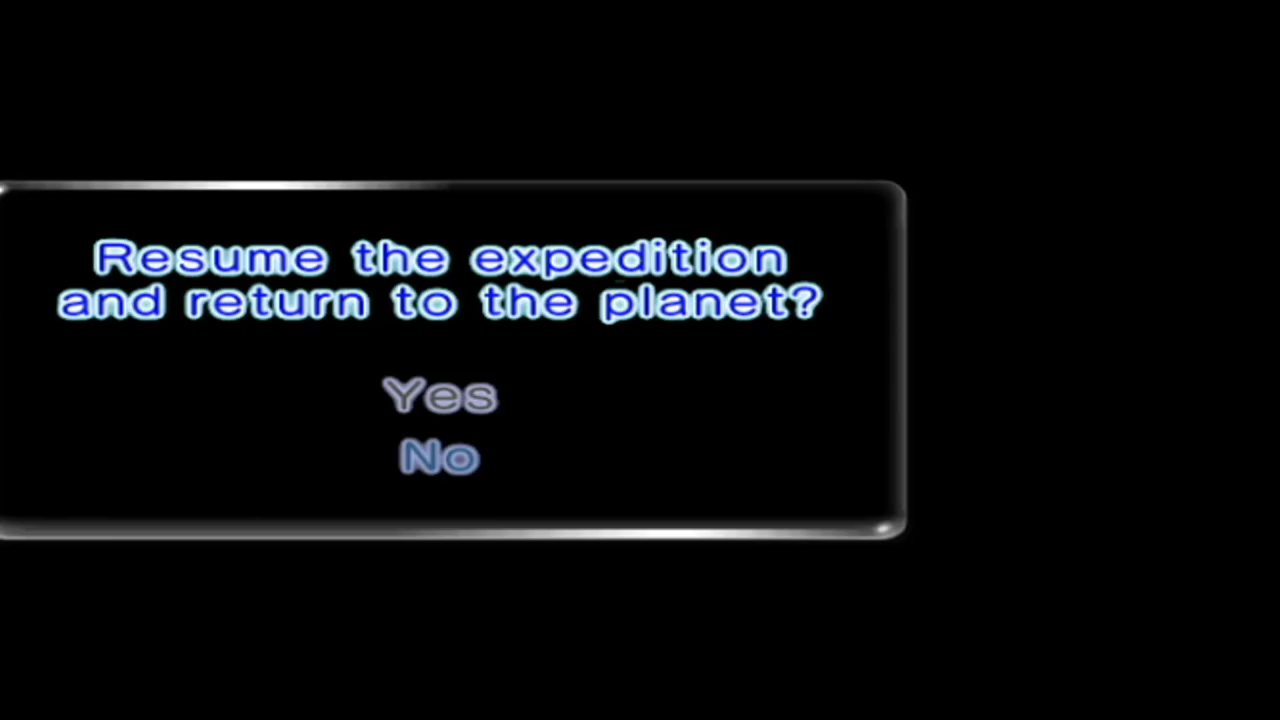 Resume the expedition
and return to the planet?
Yes
No